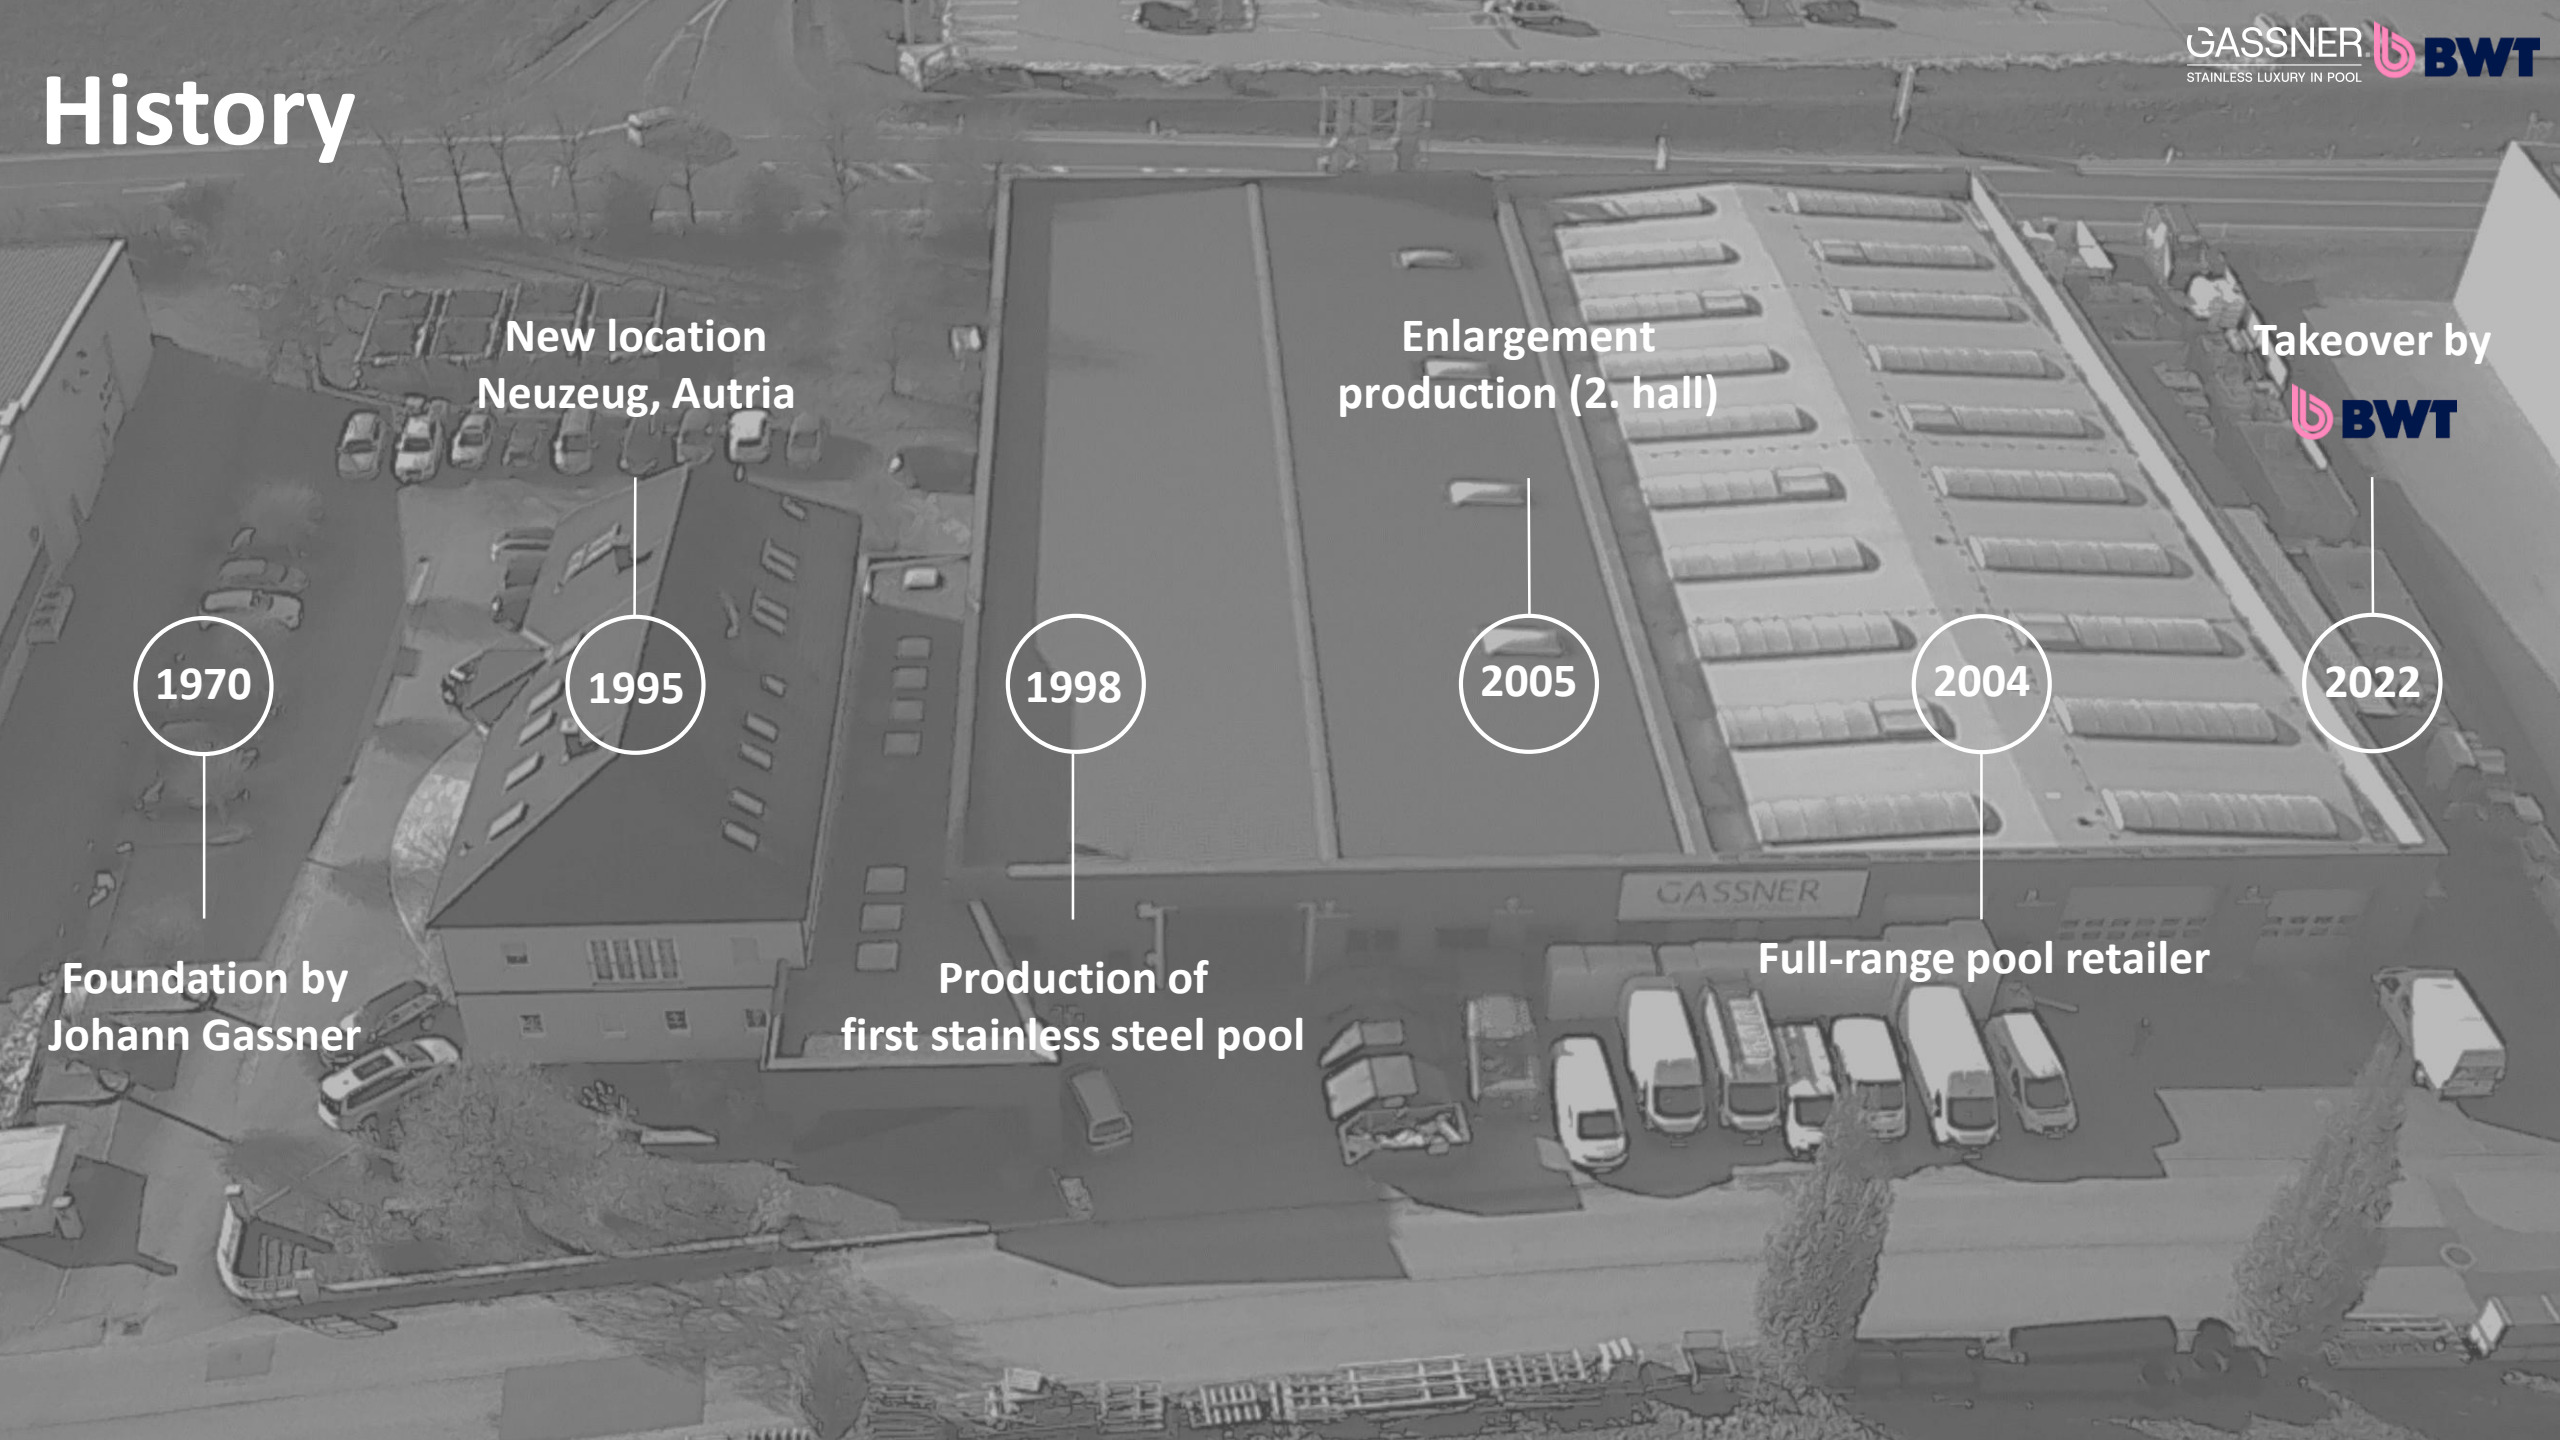 History
GASSNER
STAINLESS LUXURY IN POOL
BWT
New location
Neuzeug, Autria
Enlargement
production (2. hall)
Takeover by
BWT
1970
1995
1998
2005
2004
2022
GASSNER
Foundation by
Johann Gassner
Production of
first stainless steel pool
Full-range pool retailer